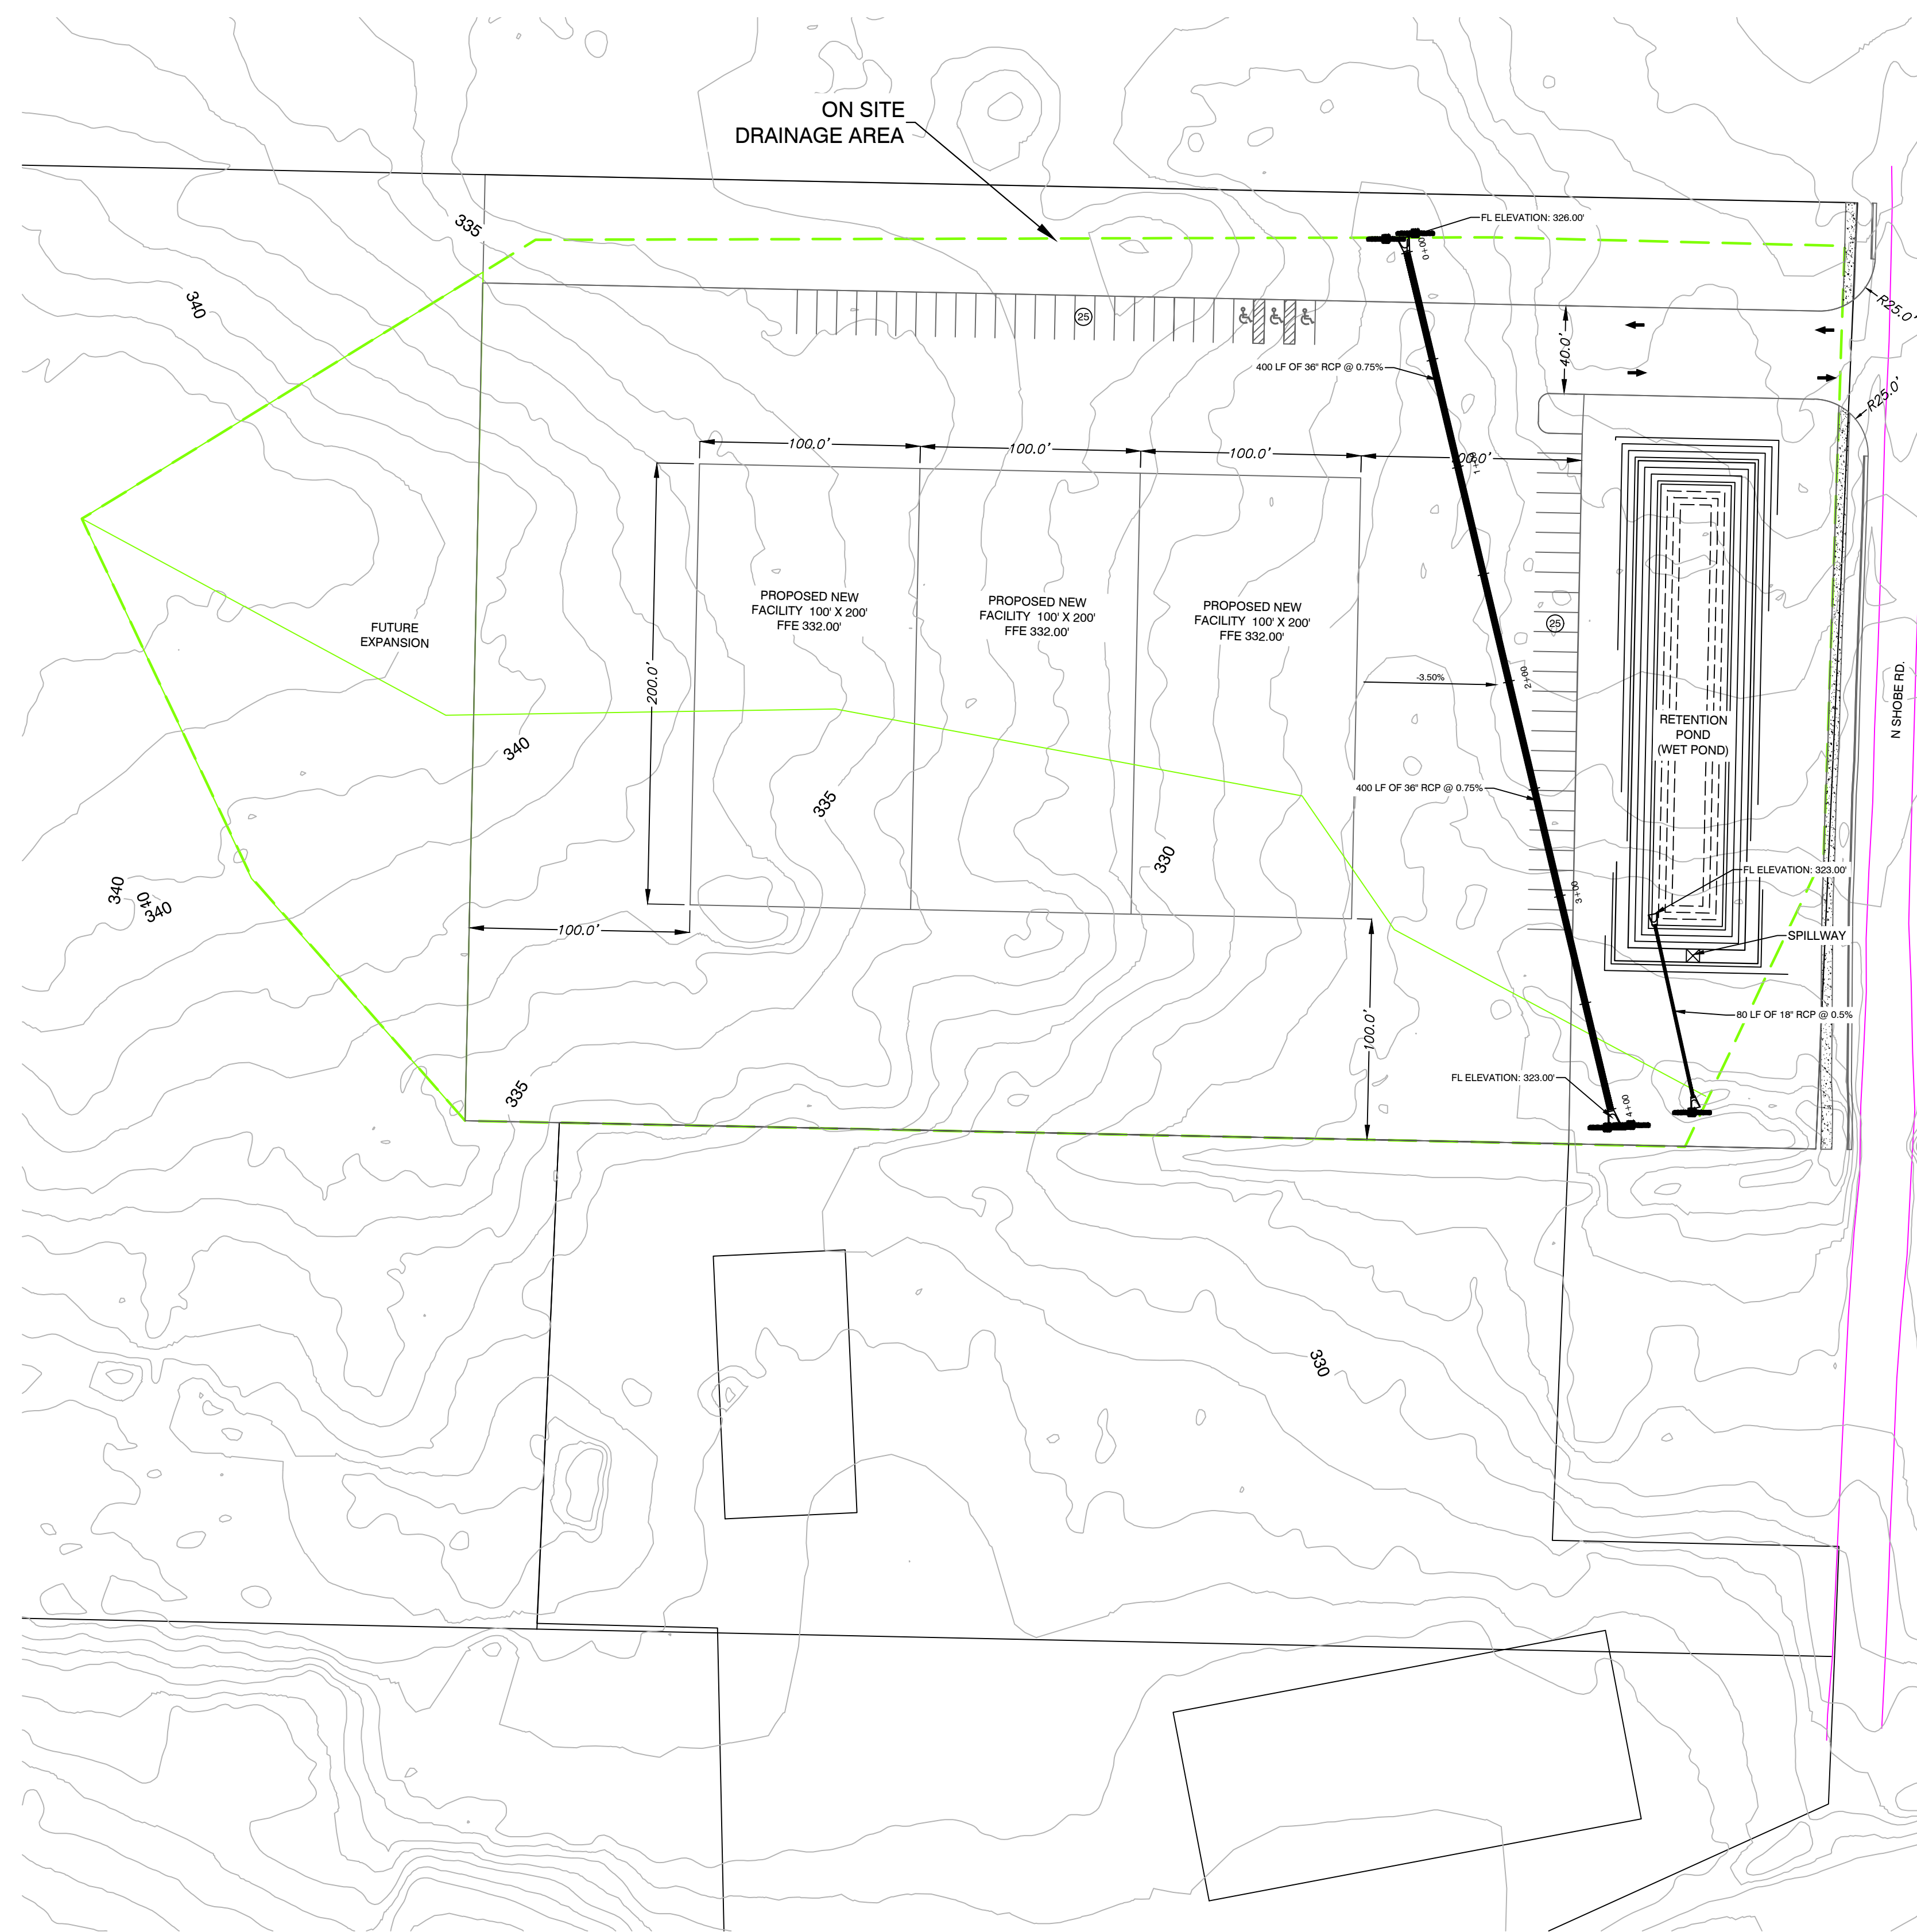 ON SITE
DRAINAGE AREA
335
FL ELEVATION: 326.00'
0+00
340
R25.0'
25
40.0'
400 LF OF 36" RCP @ 0.75%
R25.0'
100.0'
100.0'
100.0'
100.0'
1+00
PROPOSED NEW
FACILITY 100' X 200'
FFE 332.00'
PROPOSED NEW
FACILITY 100' X 200'
FFE 332.00'
PROPOSED NEW
FACILITY 100' X 200'
FFE 332.00'
25
FUTURE
EXPANSION
200.0'
-3.50%
2+00
N SHOBE RD.
RETENTION
POND
(WET POND)
340
335
400 LF OF 36" RCP @ 0.75%
330
FL ELEVATION: 323.00'
340
40
340
3+00
100.0'
SPILLWAY
100.0'
80 LF OF 18" RCP @ 0.5%
335
FL ELEVATION: 323.00'
4+00
330